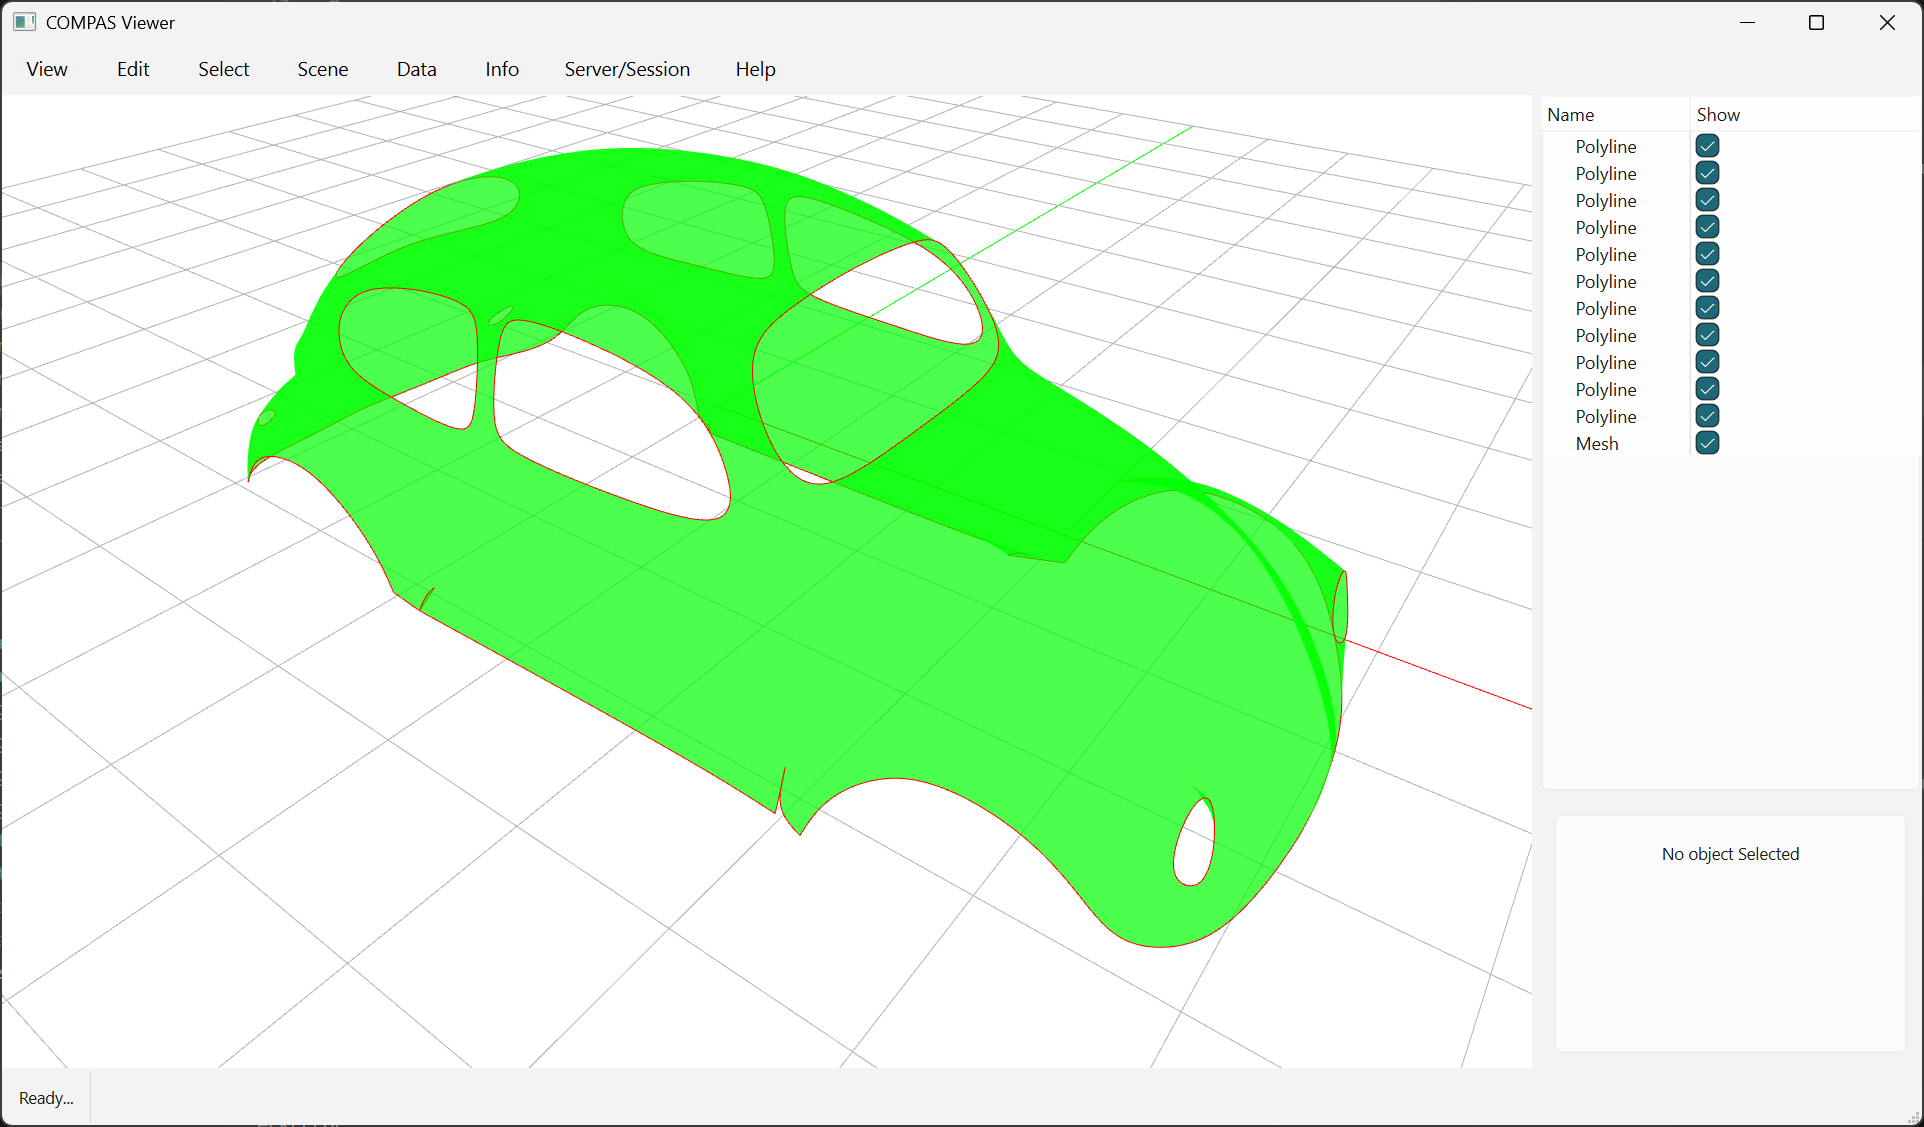 COMPAS Viewer
View Edit Select Scene Data Info Server/Session Help
Name Show
Polyline
Polyline
Polyline
Polyline
Polyline
Polyline
Polyline
Polyline
Polyline
Polyline
Polyline
Mesh
No object Selected
Ready...